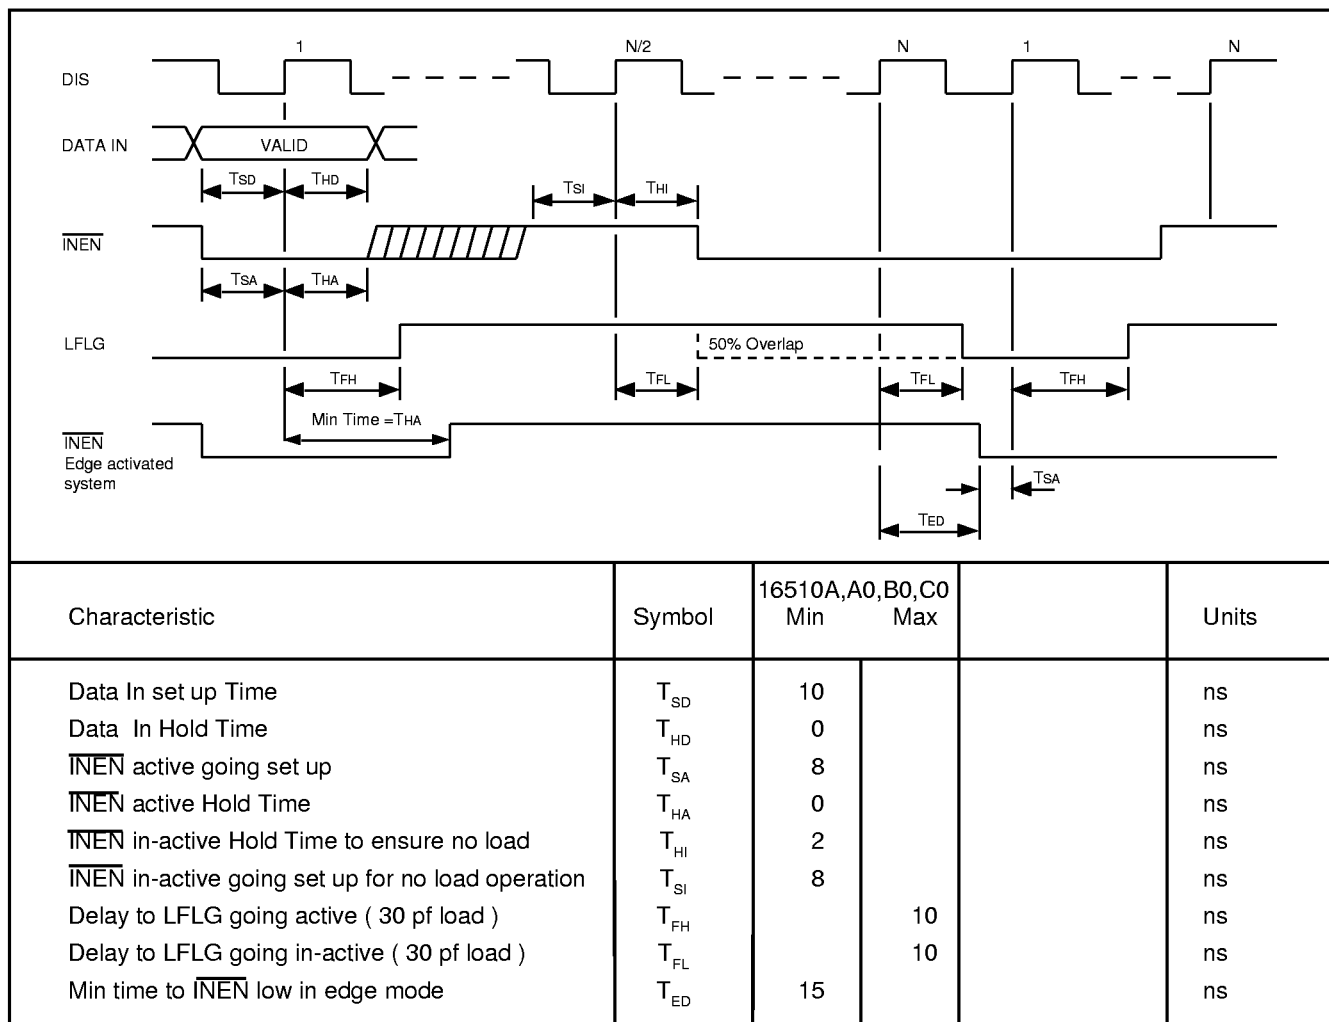 1 N/2 N 1 N
DIS
DATA IN VALID
TSD THD TSI THI
INEN
TSA THA
LFLG 50% Overlap
TFH TFL TFL TFH
Min Time =THA
INEN
Edge activated
system
TSA
TED
16510A,A0,B0,C0
Characteristic Symbol Min Max Units
Data In set up Time TSD 10 ns
Data In Hold Time THD 0 ns
INEN active going set up TSA 8 ns
INEN active Hold Time THA 0 ns
INEN in-active Hold Time to ensure no load THI 2 ns
INEN in-active going set up for no load operation TSI 8 ns
Delay to LFLG going active ( 30 pf load ) TFH 10 ns
Delay to LFLG going in-active ( 30 pf load ) TFL 10 ns
Min time to INEN low in edge mode TED 15 ns